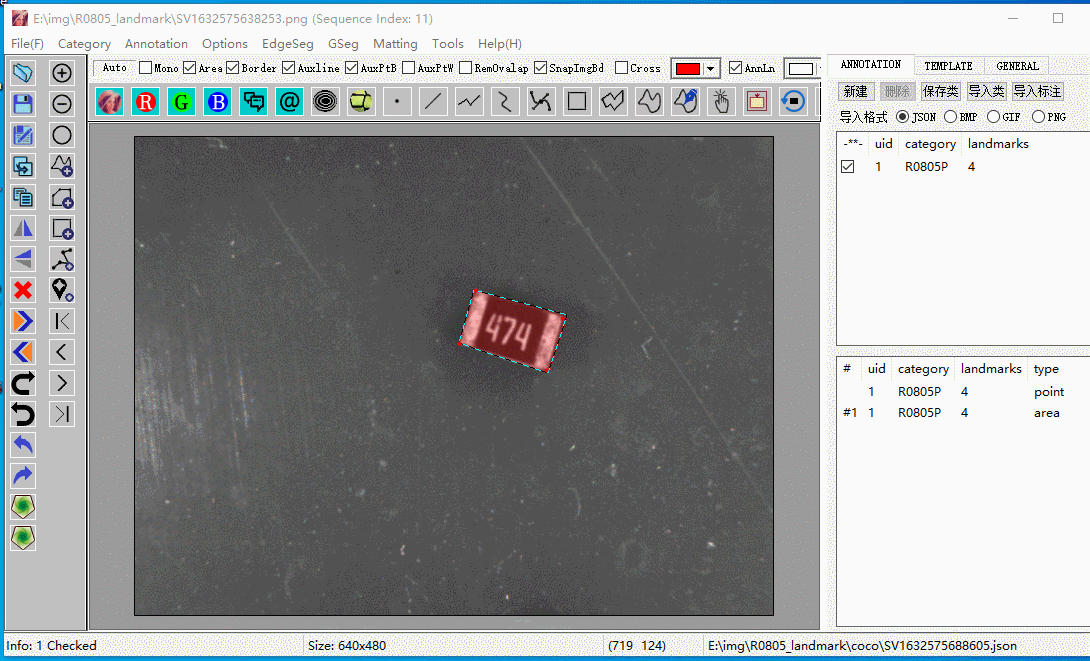 E:\img\R0805_landmark\SV1632575638253.png (Sequence Index: 11)
File(F) Category Annotation Options EdgeSeg GSeg Matting Tools Help(H)
Auto Mono Area Border Auxline AuxPtB AuxPtW RemOvalap SnapImgBd Cross AnnLn
R G B @
ANNOTATION TEMPLATE GENERAL
新建 删除 保存类 导入类 导入标注
导入格式 JSON BMP GIF PNG
-**- uid category landmarks
1 R0805P 4
474
# uid category landmarks type
1 R0805P 4 point
#1 1 R0805P 4 area
Info: 1 Checked Size: 640x480 (719 124) E:\img\R0805_landmark\coco\SV1632575688605.json